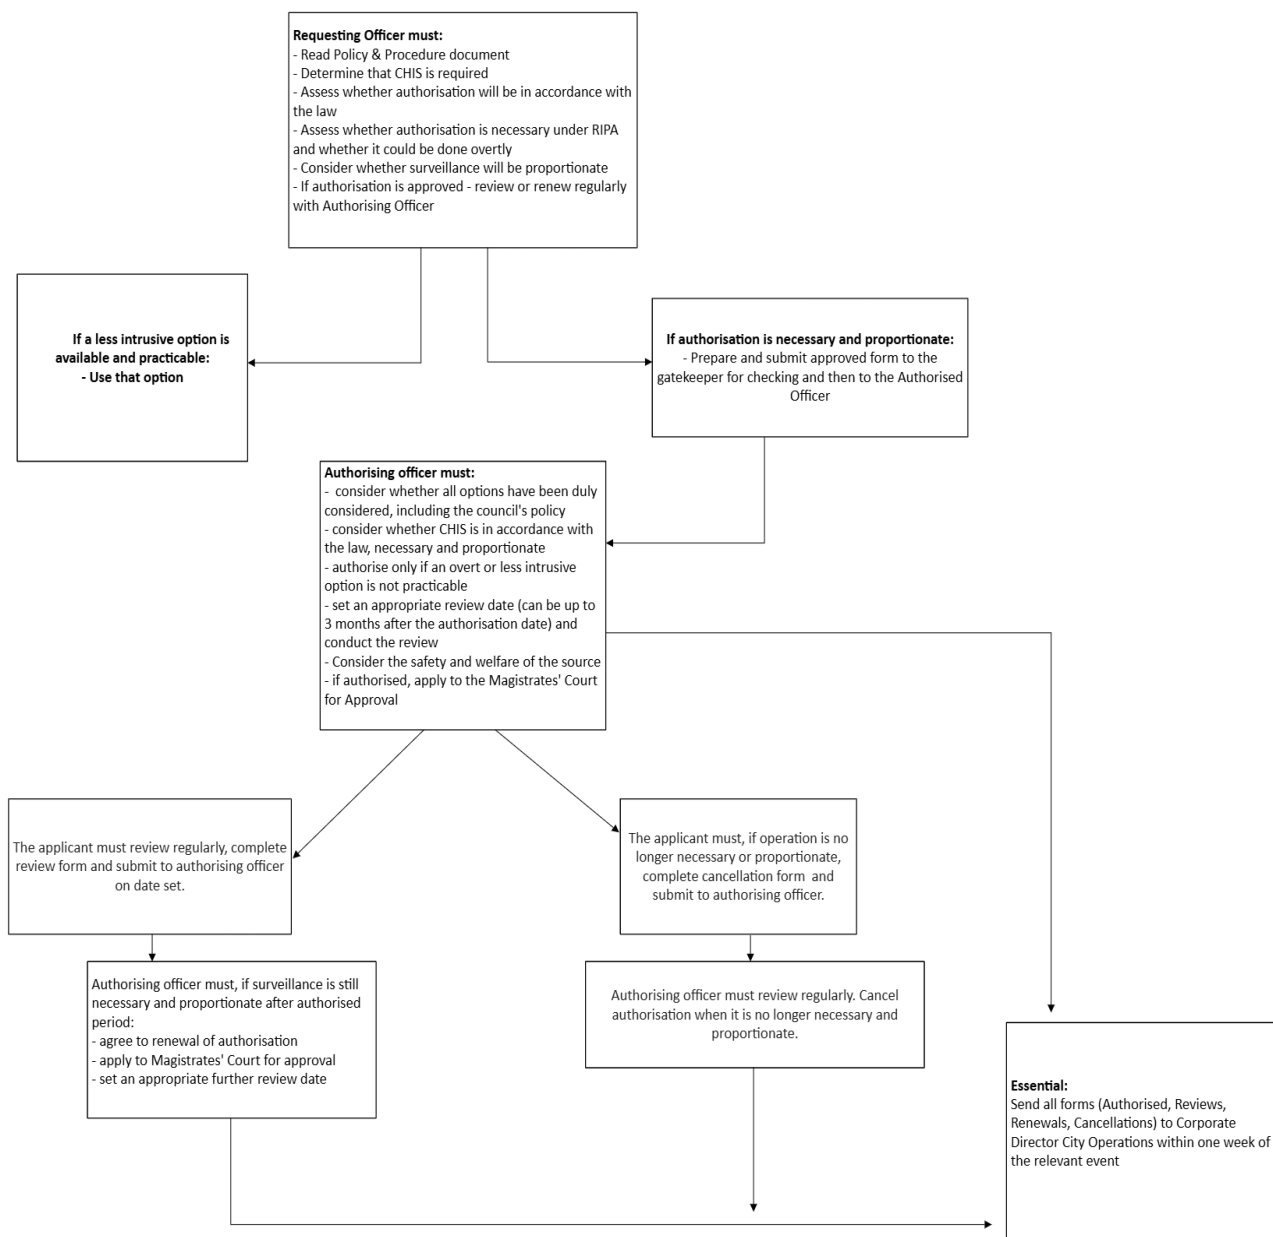 Requesting Officer must:
- Read Policy & Procedure document
- Determine that CHIS is required
- Assess whether authorisation will be in accordance with
the law
- Assess whether authorisation is necessary under RIPA
and whether it could be done overtly
- Consider whether surveillance will be proportionate
- If authorisation is approved - review or renew regularly
with Authorising Officer
If a less intrusive option is
available and practicable:
- Use that option
If authorisation is necessary and proportionate:
- Prepare and submit approved form to the
gatekeeper for checking and then to the Authorised
Officer
Authorising officer must:
- consider whether all options have been duly
considered, including the council's policy
- consider whether CHIS is in accordance with
the law, necessary and proportionate
- authorise only if an overt or less intrusive
option is not practicable
- set an appropriate review date (can be up to
3 months after the authorisation date) and
conduct the review
- Consider the safety and welfare of the source
- if authorised, apply to the Magistrates' Court
for Approval
The applicant must review regularly, complete
review form and submit to authorising officer
on date set.
The applicant must, if operation is no
longer necessary or proportionate,
complete cancellation form and
submit to authorising officer.
Authorising officer must, if surveillance is still
necessary and proportionate after authorised
period:
- agree to renewal of authorisation
- apply to Magistrates' Court for approval
- set an appropriate further review date
Authorising officer must review regularly. Cancel
authorisation when it is no longer necessary and
proportionate.
Essential:
Send all forms (Authorised, Reviews,
Renewals, Cancellations) to Corporate
Director City Operations within one week of
the relevant event